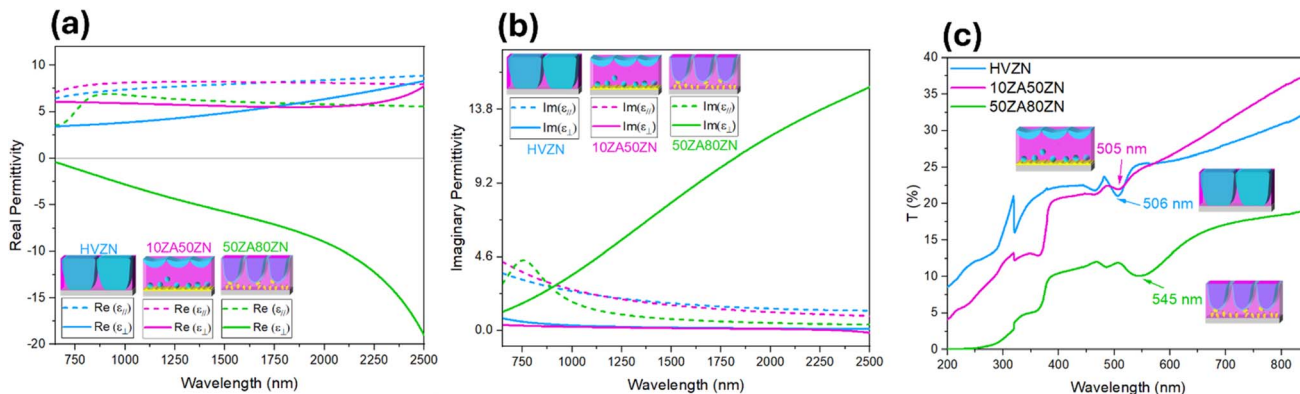 (a)
10
5
0
-5
-10
-15
-20
Real Permittivity
HVZN 10ZA50ZN 50ZA80ZN
Re (ε//) Re (ε//) Re (ε//)
Re (ε⊥) Re (ε⊥) Re (ε⊥)
750 1000 1250 1500 1750 2000 2250 2500
Wavelength (nm)
(b)
13.8
9.2
4.6
0.0
Imaginary Permittivity
Im(ε//) Im(ε//) Im(ε//)
Im(ε⊥) Im(ε⊥) Im(ε⊥)
HVZN 10ZA50ZN 50ZA80ZN
750 1000 1250 1500 1750 2000 2250 2500
Wavelength (nm)
(c)
40
35
30
25
20
15
10
5
0
T (%)
HVZN
10ZA50ZN
50ZA80ZN
505 nm
506 nm
545 nm
200 300 400 500 600 700 800
Wavelength (nm)